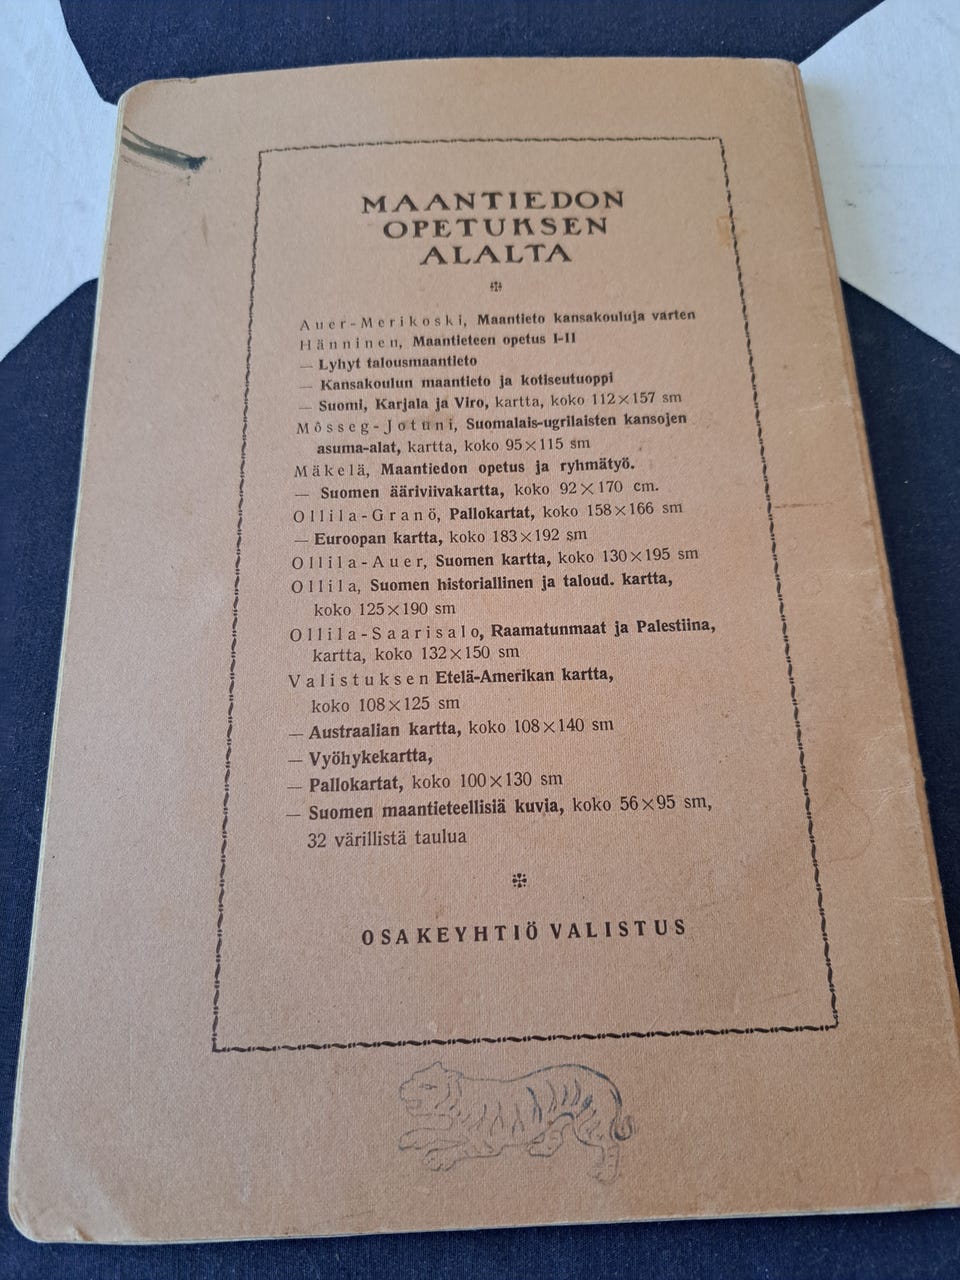 MAANTIEDON
OPETUKSEN
ALALTA
Auer-Merikoski, Maantieto kansakouluja varten
Hänninen, Maantieteen opetus I-II
— Lyhyt talousmaantieto
— Kansakoulun maantieto ja kotiseutuoppi
— Suomi, Karjala ja Viro, kartta, koko 112×157 sm
Mösseg-Jotuni, Suomalais-ugrilaisten kansojen
asuma-alat, kartta, koko 95×115 sm
Mäkelä, Maantiedon opetus ja ryhmätyö.
— Suomen ääriviivakartta, koko 92×170 cm.
Ollila-Granö, Pallokartat, koko 158×166 sm
— Euroopan kartta, koko 183×192 sm
Ollila-Auer, Suomen kartta, koko 130×195 sm
Ollila, Suomen historiallinen ja taloud. kartta,
koko 125×190 sm
Ollila-Saarisalo, Raamatunmaat ja Palestiina,
kartta, koko 132×150 sm
Valistuksen Etelä-Amerikan kartta,
koko 108×125 sm
— Austraalian kartta, koko 108×140 sm
— Vyöhykekartta,
— Pallokartat, koko 100×130 sm
— Suomen maantieteellisiä kuvia, koko 56×95 sm,
32 värillistä taulua
OSAKEYHTIÖ VALISTUS